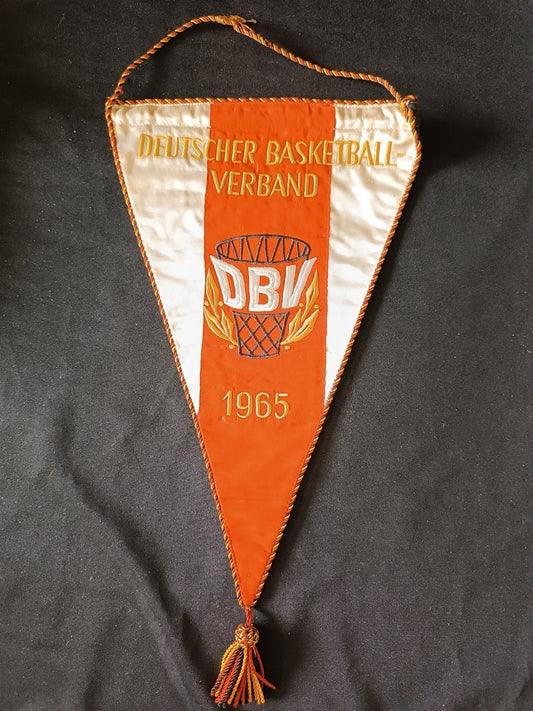 DEUTSCHER BASKETBALL-
VERBAND
DBV
1965